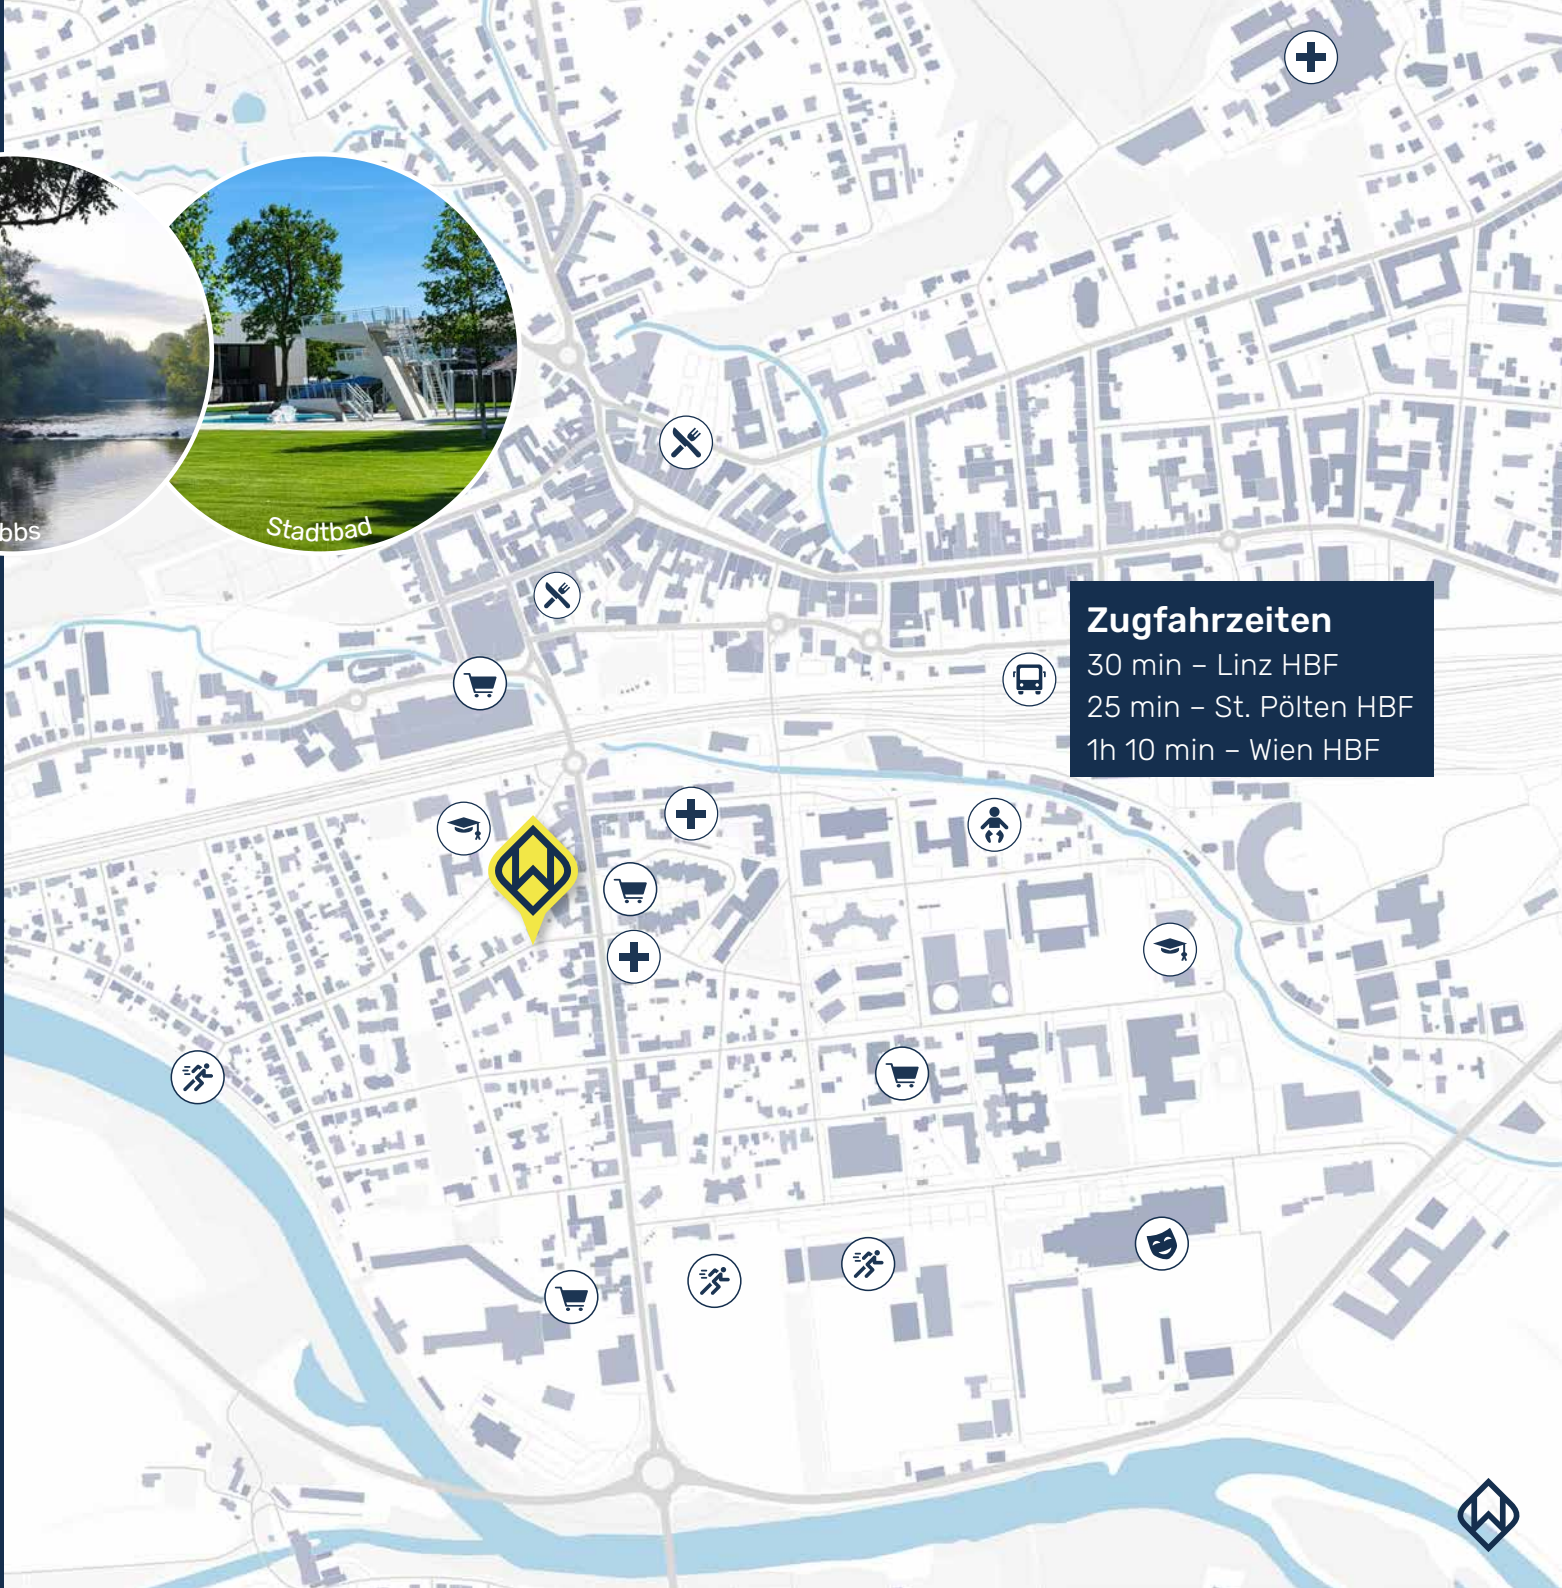 bbs
Stadtbad
Zugfahrzeiten
30 min – Linz HBF
25 min – St. Pölten HBF
1h 10 min – Wien HBF